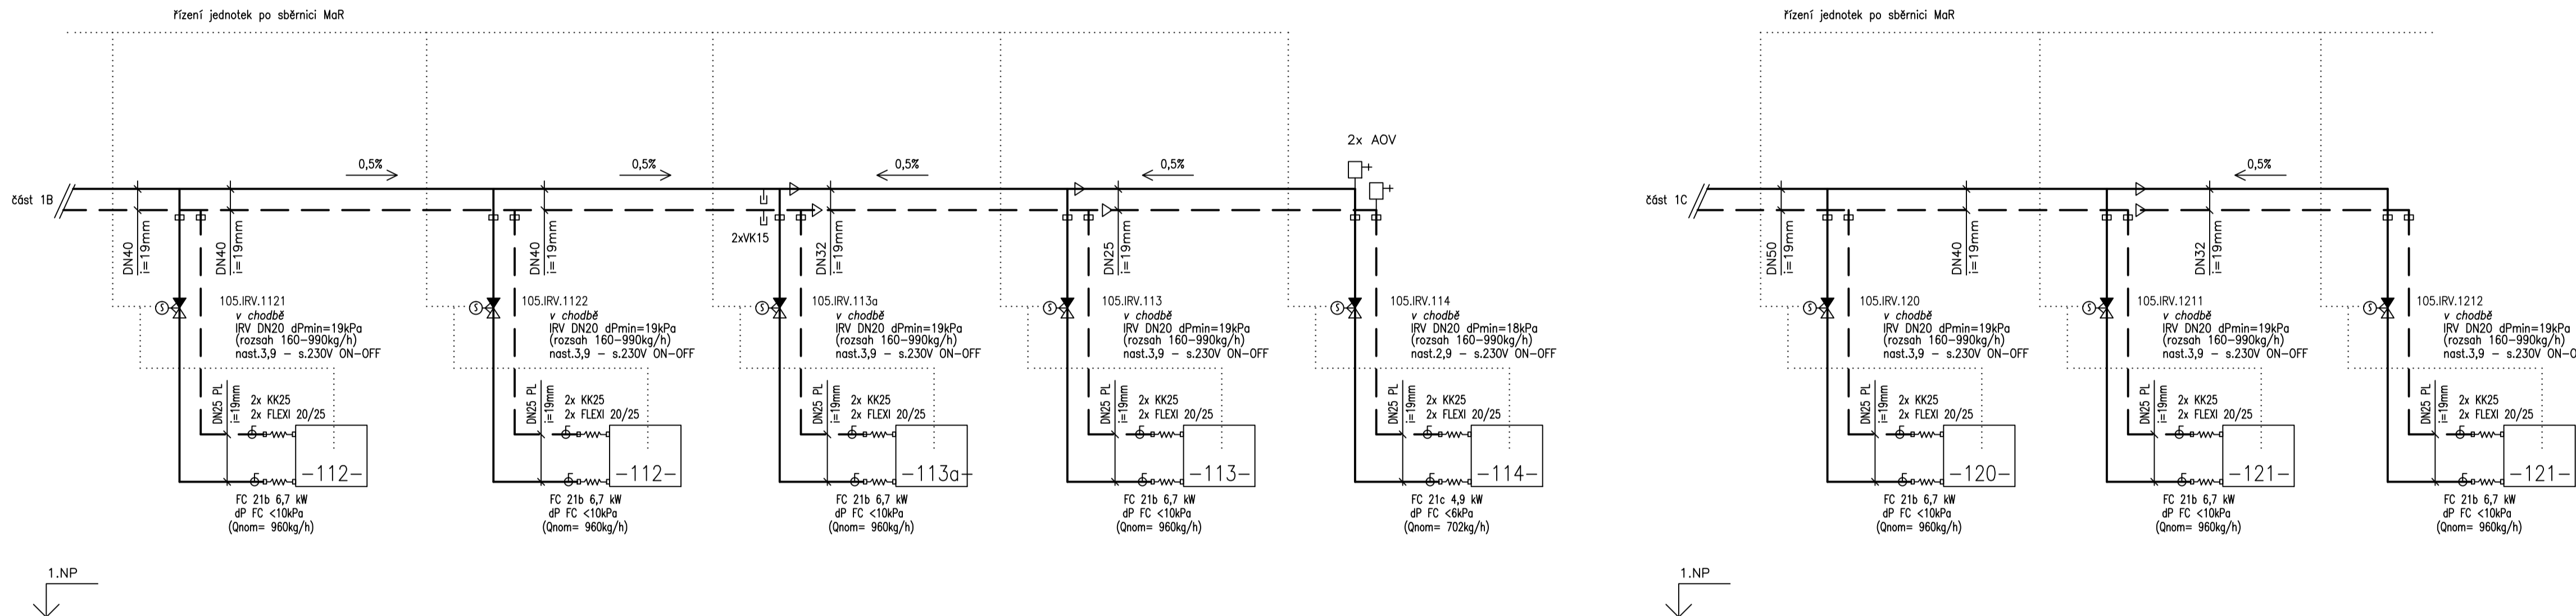 řízení jednotek po sběrnici MaR
část 1B
0,5%
0,5%
0,5%
0,5%
2x AOV
DN40
i=19mm
DN40
i=19mm
DN40
i=19mm
2xVK15
DN32
i=19mm
DN25
i=19mm
S
105.IRV.1121
v chodbě
IRV DN20 dPmin=19kPa
(rozsah 160-990kg/h)
nast.3,9 - s.230V ON-OFF
DN25 PL
i=19mm
2x KK25
2x FLEXI 20/25
-112-
FC 21b 6,7 kW
dP FC <10kPa
(Qnom= 960kg/h)
S
105.IRV.1122
v chodbě
IRV DN20 dPmin=19kPa
(rozsah 160-990kg/h)
nast.3,9 - s.230V ON-OFF
DN25 PL
i=19mm
2x KK25
2x FLEXI 20/25
-112-
FC 21b 6,7 kW
dP FC <10kPa
(Qnom= 960kg/h)
S
105.IRV.113a
v chodbě
IRV DN20 dPmin=19kPa
(rozsah 160-990kg/h)
nast.3,9 - s.230V ON-OFF
DN25 PL
i=19mm
2x KK25
2x FLEXI 20/25
-113a-
FC 21b 6,7 kW
dP FC <10kPa
(Qnom= 960kg/h)
S
105.IRV.113
v chodbě
IRV DN20 dPmin=19kPa
(rozsah 160-990kg/h)
nast.3,9 - s.230V ON-OFF
DN25 PL
i=19mm
2x KK25
2x FLEXI 20/25
-113-
FC 21b 6,7 kW
dP FC <10kPa
(Qnom= 960kg/h)
S
105.IRV.114
v chodbě
IRV DN20 dPmin=18kPa
(rozsah 160-990kg/h)
nast.2,9 - s.230V ON-OFF
DN25 PL
i=19mm
2x KK25
2x FLEXI 20/25
-114-
FC 21c 4,9 kW
dP FC <6kPa
(Qnom= 702kg/h)
1.NP
řízení jednotek po sběrnici MaR
část 1C
0,5%
DN50
i=19mm
DN40
i=19mm
DN32
i=19mm
S
105.IRV.120
v chodbě
IRV DN20 dPmin=19kPa
(rozsah 160-990kg/h)
nast.3,9 - s.230V ON-OFF
DN25 PL
i=19mm
2x KK25
2x FLEXI 20/25
-120-
FC 21b 6,7 kW
dP FC <10kPa
(Qnom= 960kg/h)
S
105.IRV.1211
v chodbě
IRV DN20 dPmin=19kPa
(rozsah 160-990kg/h)
nast.3,9 - s.230V ON-OFF
DN25 PL
i=19mm
2x KK25
2x FLEXI 20/25
-121-
FC 21b 6,7 kW
dP FC <10kPa
(Qnom= 960kg/h)
S
105.IRV.1212
v chodbě
IRV DN20 dPmin=19kPa
(rozsah 160-990kg/h)
nast.3,9 - s.230V
DN25 PL
i=19mm
2x KK25
2x FLEXI 20/25
-121-
FC 21b 6,7 kW
dP FC <10kPa
(Qnom= 960kg/h)
1.NP